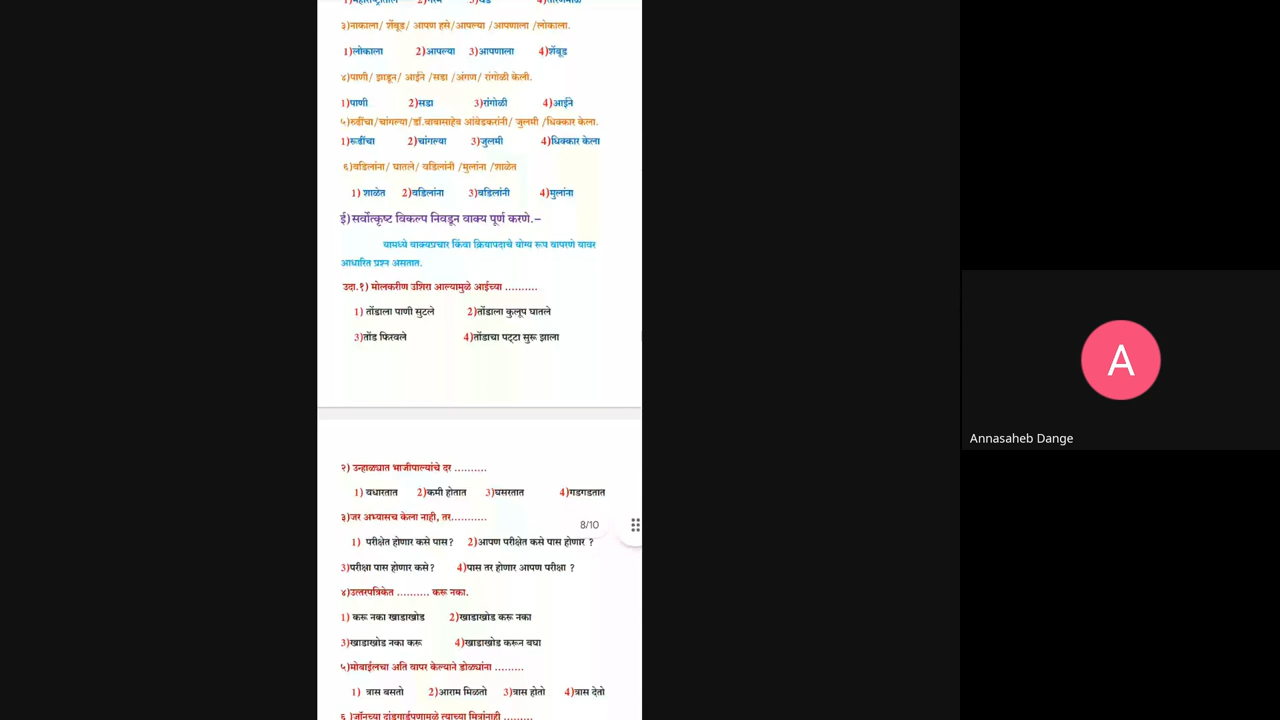 ३)नाकाला/ शेंबूड/ आपण हसे/आपल्या /आपणाला /लोकाला.
1)लोकाला 2)आपल्या 3)आपणाला 4)शेंबूड
४)पाणी/ झाडून/ आईने /सडा /अंगण/ रांगोळी केली.
1)पाणी 2)सडा 3)रांगोळी 4)आईने
५)रुढींचा/चांगल्या/डॉ.बाबासाहेब आंबेडकरांनी/ जुलमी /धिक्कार केला.
1)रूढींचा 2)चांगल्या 3)जुलमी 4)धिक्कार केला
६)वडिलांना/ घातले/ वडिलांनी /मुलांना /शाळेत
1) शाळेत 2)वडिलांना 3)वडिलांनी 4)मुलांना
ई)सर्वोत्कृष्ट विकल्प निवडून वाक्य पूर्ण करणे.–
यामध्ये वाक्यप्रचार किंवा क्रियापदाचे योग्य रूप वापरणे यावर
आधारित प्रश्न असतात.
उदा.१) मोलकरीण उशिरा आल्यामुळे आईच्या ..........
1) तोंडाला पाणी सुटले 2)तोंडाला कुलूप घातले
3)तोंड फिरवले 4)तोंडाचा पट्टा सुरू झाला
२) उन्हाळ्यात भाजीपाल्यांचे दर ..........
1) वधारतात 2)कमी होतात 3)घसरतात 4)गडगडतात
३)जर अभ्यासच केला नाही, तर...........
8/10
1) परीक्षेत होणार कसे पास? 2)आपण परीक्षेत कसे पास होणार ?
3)परीक्षा पास होणार कसे? 4)पास तर होणार आपण परीक्षा ?
४)उत्तरपत्रिकेत .......... करू नका.
1) करू नका खाडाखोड 2)खाडाखोड करू नका
3)खाडाखोड नका करू 4)खाडाखोड करून बघा
५)मोबाईलचा अति वापर केल्याने डोळ्यांना .........
1) त्रास बसतो 2)आराम मिळतो 3)त्रास होतो 4)त्रास देतो
६)जॉनच्या दांडगाईपणामुळे त्याच्या मित्रांनाही .........
A
Annasaheb Dange